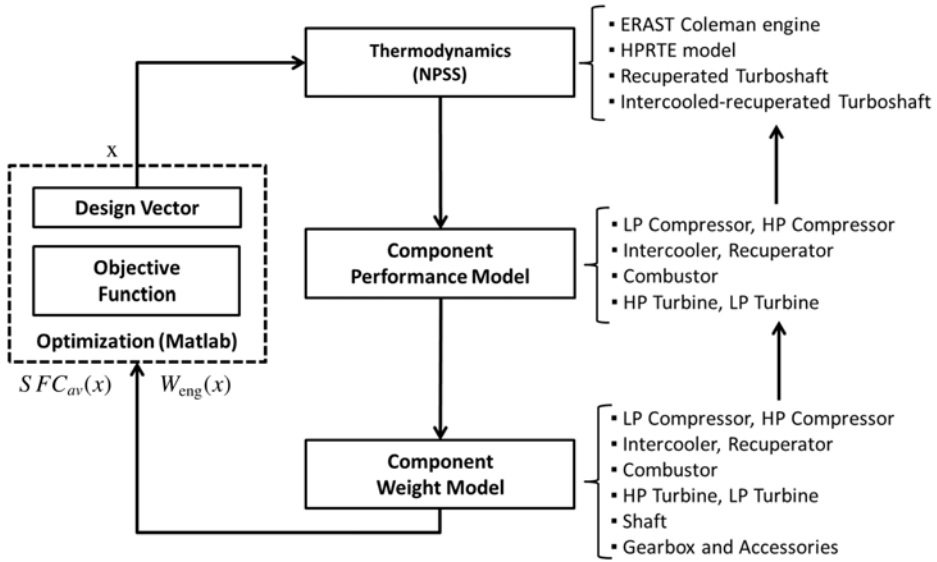 Thermodynamics
(NPSS)
▪ ERAST Coleman engine
▪ HPRTE model
▪ Recuperated Turboshaft
▪ Intercooled-recuperated Turboshaft
x
Design Vector
Objective
Function
Optimization (Matlab)
SFC_av(x) W_eng(x)
Component
Performance Model
▪ LP Compressor, HP Compressor
▪ Intercooler, Recuperator
▪ Combustor
▪ HP Turbine, LP Turbine
Component
Weight Model
▪ LP Compressor, HP Compressor
▪ Intercooler, Recuperator
▪ Combustor
▪ HP Turbine, LP Turbine
▪ Shaft
▪ Gearbox and Accessories